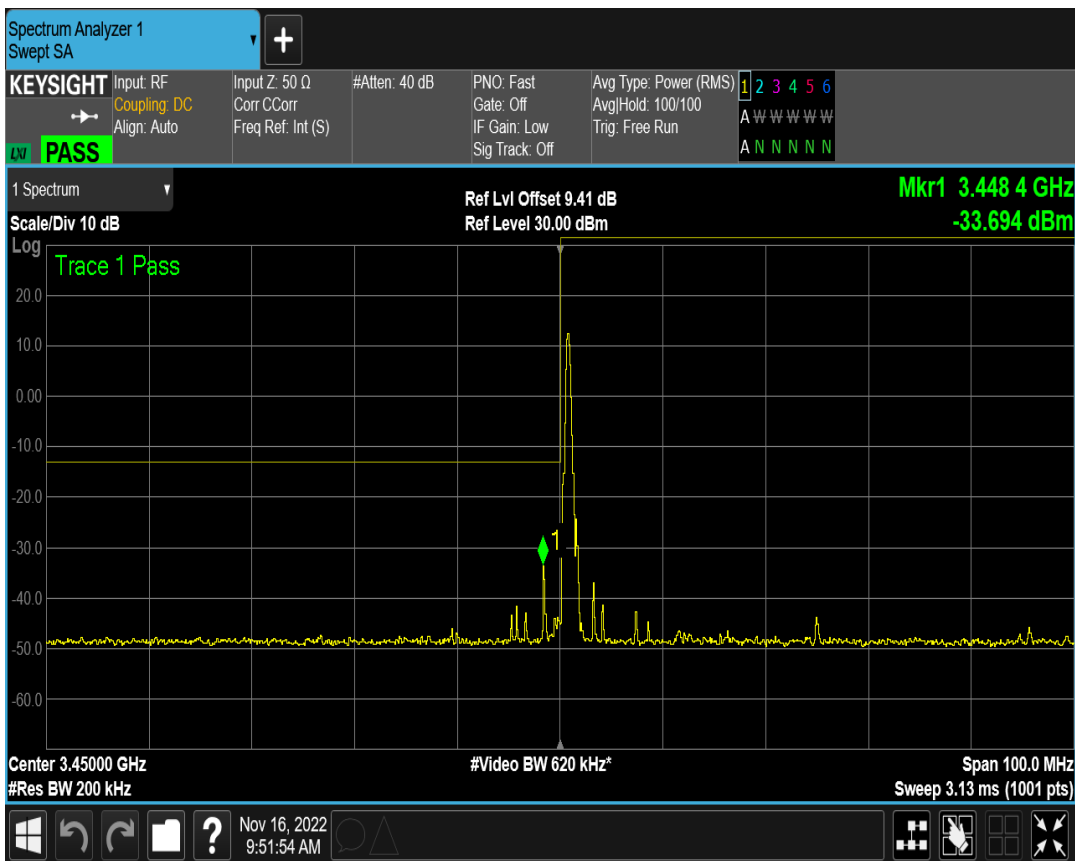 Spectrum Analyzer 1
Swept SA
+
KEYSIGHT
LXI PASS
Input: RF
Coupling: DC
Align: Auto
Input Z: 50 Ω
Corr CCorr
Freq Ref: Int (S)
#Atten: 40 dB
PNO: Fast
Gate: Off
IF Gain: Low
Sig Track: Off
Avg Type: Power (RMS)
Avg|Hold: 100/100
Trig: Free Run
1 2 3 4 5 6
A W W W W W
A N N N N N
1 Spectrum
Scale/Div 10 dB
Ref Lvl Offset 9.41 dB
Ref Level 30.00 dBm
Mkr1 3.448 4 GHz
-33.694 dBm
Log
Trace 1 Pass
20.0
10.0
0.00
-10.0
-20.0
-30.0
-40.0
-50.0
-60.0
1
Center 3.45000 GHz
#Res BW 200 kHz
#Video BW 620 kHz*
Span 100.0 MHz
Sweep 3.13 ms (1001 pts)
?
Nov 16, 2022
9:51:54 AM